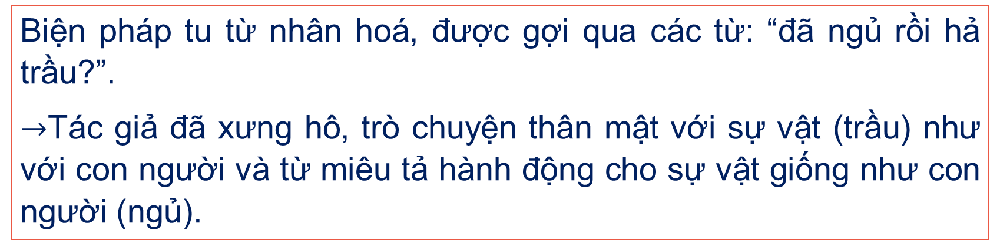 Biện pháp tu từ nhân hoá, được gợi qua các từ: “đã ngủ rồi hả
trầu?”.
→Tác giả đã xưng hô, trò chuyện thân mật với sự vật (trầu) như
với con người và từ miêu tả hành động cho sự vật giống như con
người (ngủ).